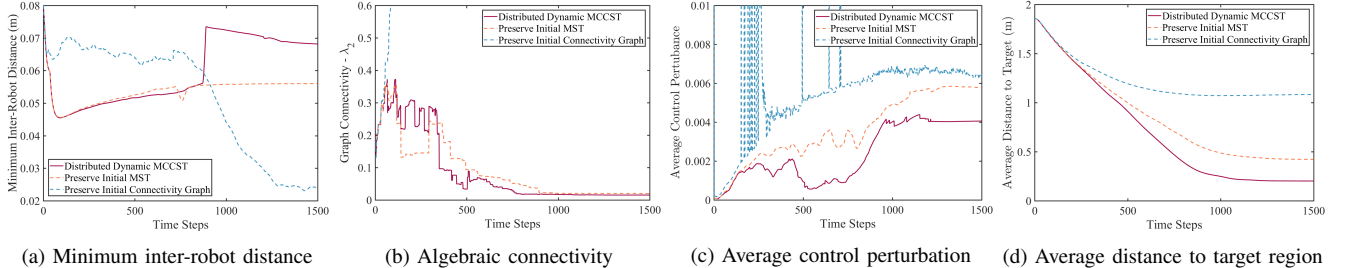 0.08
0.07
0.06
0.05
0.04
0.03
0.02
Minimum Inter-Robot Distance (m)
Distributed Dynamic MCCST
Preserve Initial MST
Preserve Initial Connectivity Graph
0
500
1000
1500
Time Steps
(a) Minimum inter-robot distance
0.6
0.5
0.4
0.3
0.2
0.1
0
Graph Connectivity - λ2
Distributed Dynamic MCCST
Preserve Initial MST
Preserve Initial Connectivity Graph
0
500
1000
1500
Time Steps
(b) Algebraic connectivity
0.01
0.008
0.006
0.004
0.002
0
Average Control Pertubance
Distributed Dynamic MCCST
Preserve Initial MST
Preserve Initial Connectivity Graph
0
500
1000
1500
Time Steps
(c) Average control perturbation
2
1.5
1
0.5
0
Average Distance to Target (m)
Distributed Dynamic MCCST
Preserve Initial MST
Preserve Initial Connectivity Graph
0
500
1000
1500
Time Steps
(d) Average distance to target region